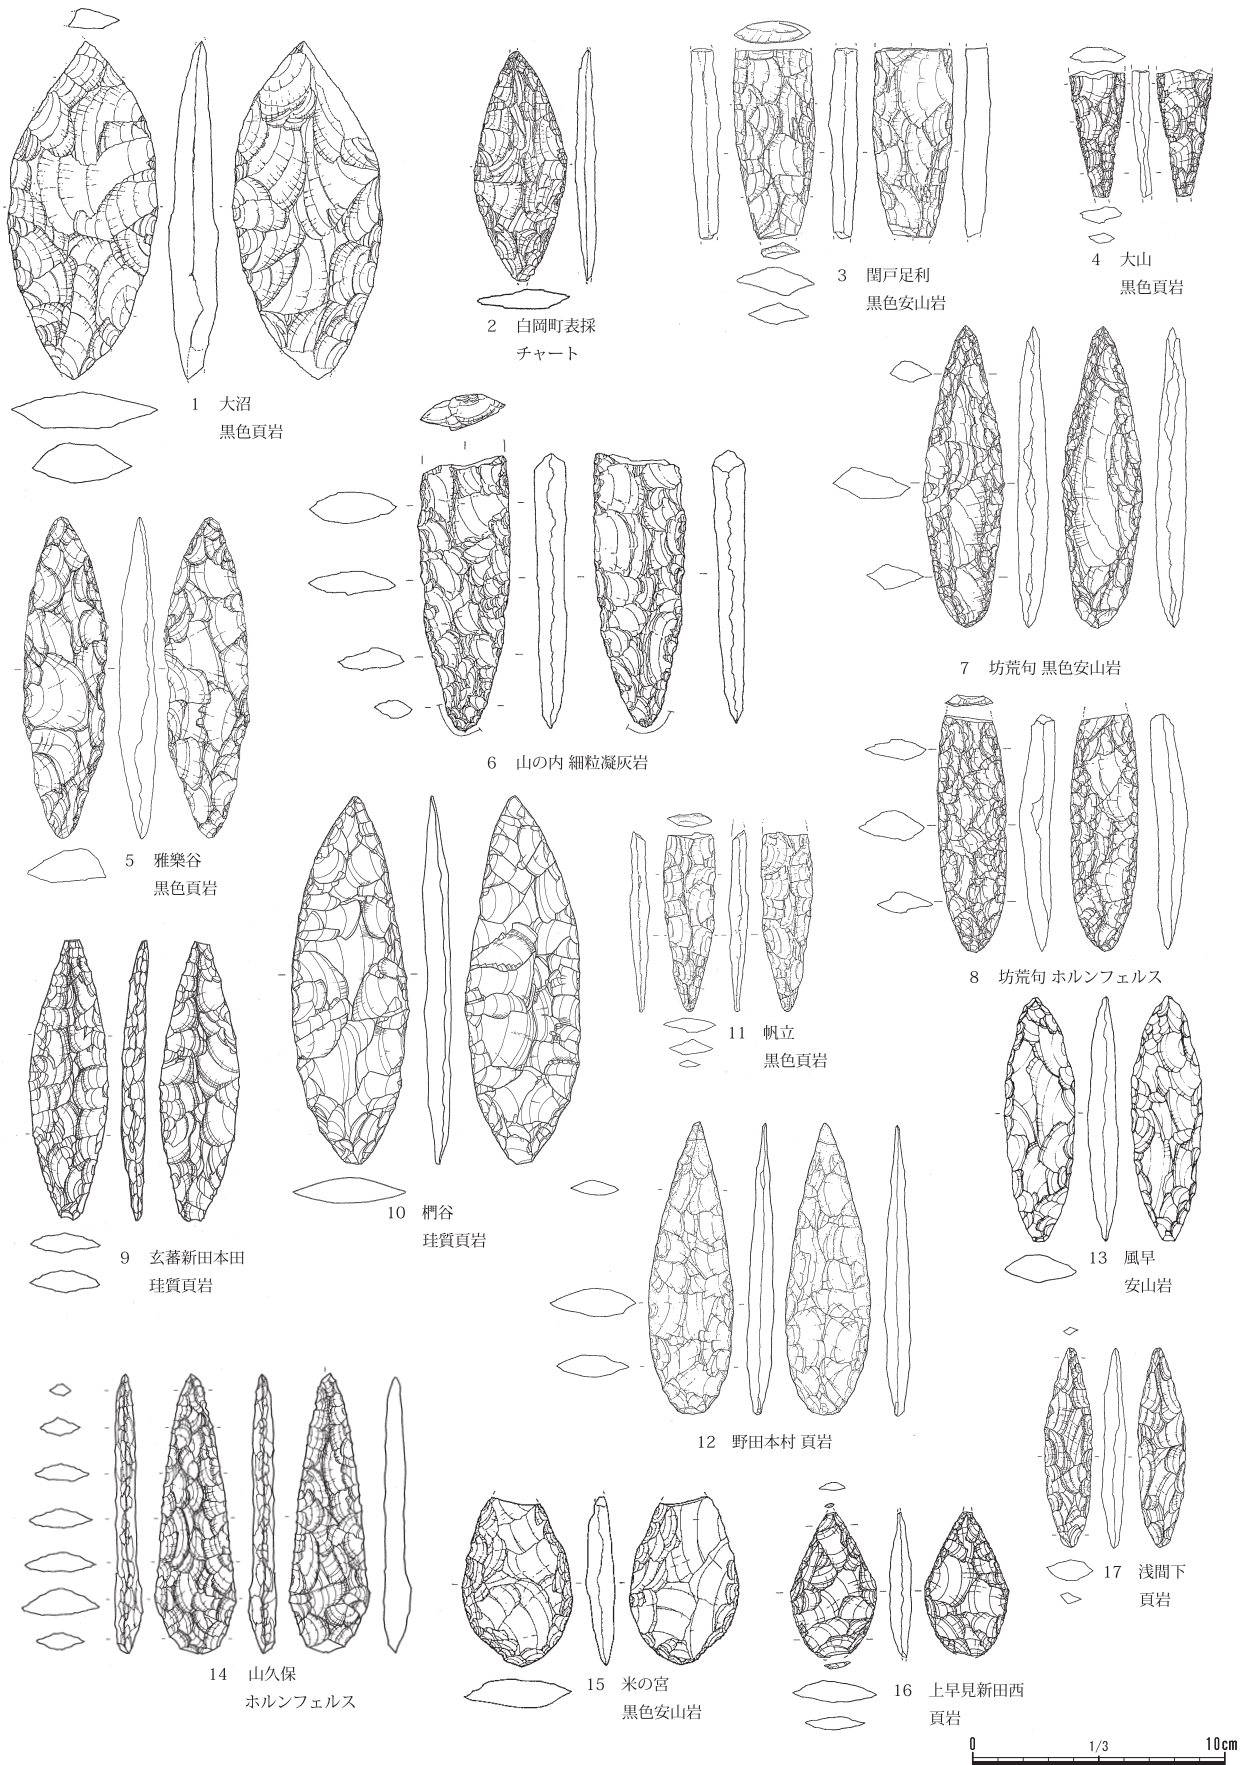 1 大沼
黒色頁岩
2 白岡町表採
チャート
3 関戸足利
黒色安山岩
4 大山
黒色頁岩
5 雅樂谷
黒色頁岩
6 山の内 細粒凝灰岩
7 坊荒句 黒色安山岩
8 坊荒句 ホルンフェルス
9 玄蕃新田本田
珪質頁岩
10 椚谷
珪質頁岩
11 帆立
黒色頁岩
12 野田本村 頁岩
13 風早
安山岩
14 山久保
ホルンフェルス
15 米の宮
黒色安山岩
16 上早見新田西
頁岩
17 浅間下
頁岩
0 1/3 10cm